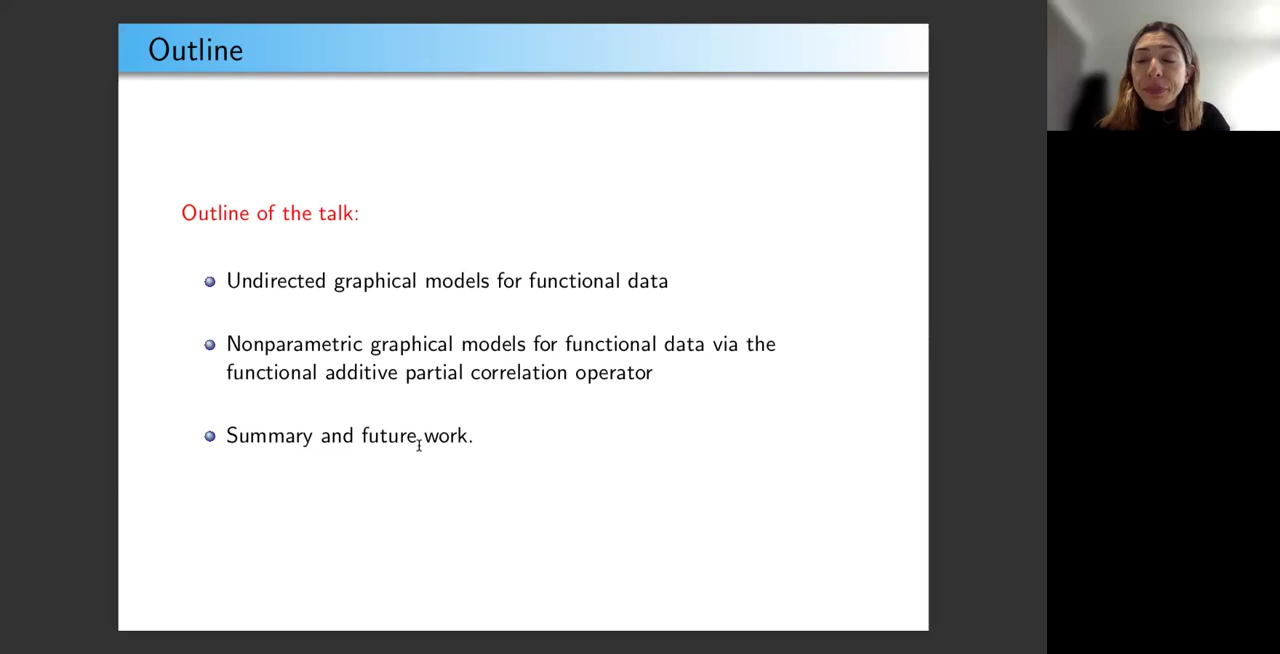 Outline
Outline of the talk:
Undirected graphical models for functional data
Nonparametric graphical models for functional data via the
functional additive partial correlation operator
Summary and future work.